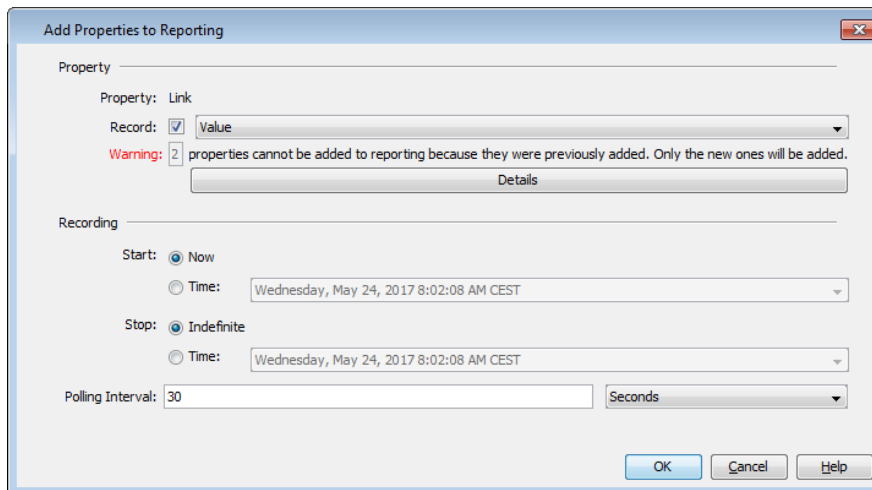 Add Properties to Reporting
Property
Property: Link
Record: Value
Warning: 2 properties cannot be added to reporting because they were previously added. Only the new ones will be added.
Details
Recording
Start: Now
Time: Wednesday, May 24, 2017 8:02:08 AM CEST
Stop: Indefinite
Time: Wednesday, May 24, 2017 8:02:08 AM CEST
Polling Interval: 30 Seconds
OK Cancel Help